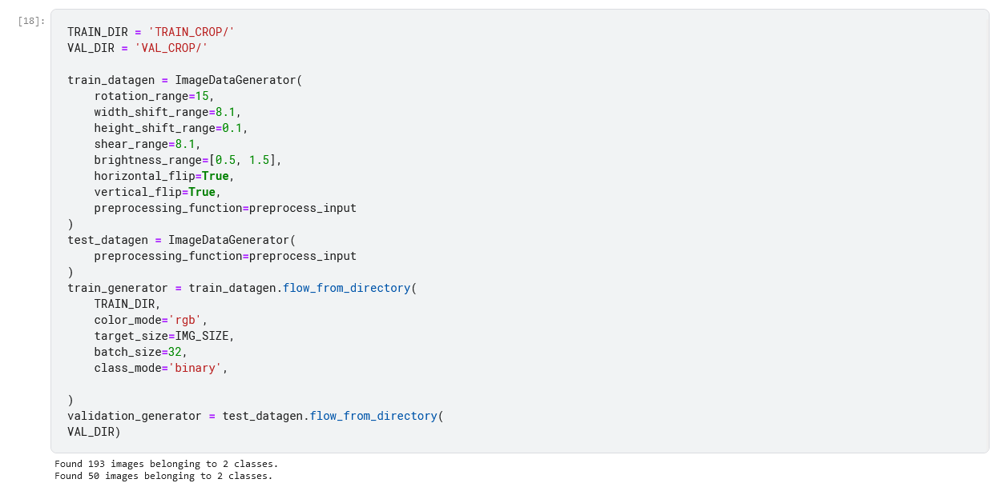 [18]:
TRAIN_DIR = 'TRAIN_CROP/'
VAL_DIR = 'VAL_CROP/'

train_datagen = ImageDataGenerator(
    rotation_range=15,
    width_shift_range=8.1,
    height_shift_range=0.1,
    shear_range=8.1,
    brightness_range=[0.5, 1.5],
    horizontal_flip=True,
    vertical_flip=True,
    preprocessing_function=preprocess_input
)
test_datagen = ImageDataGenerator(
    preprocessing_function=preprocess_input
)
train_generator = train_datagen.flow_from_directory(
    TRAIN_DIR,
    color_mode='rgb',
    target_size=IMG_SIZE,
    batch_size=32,
    class_mode='binary',

)
validation_generator = test_datagen.flow_from_directory(
VAL_DIR)
Found 193 images belonging to 2 classes.
Found 50 images belonging to 2 classes.